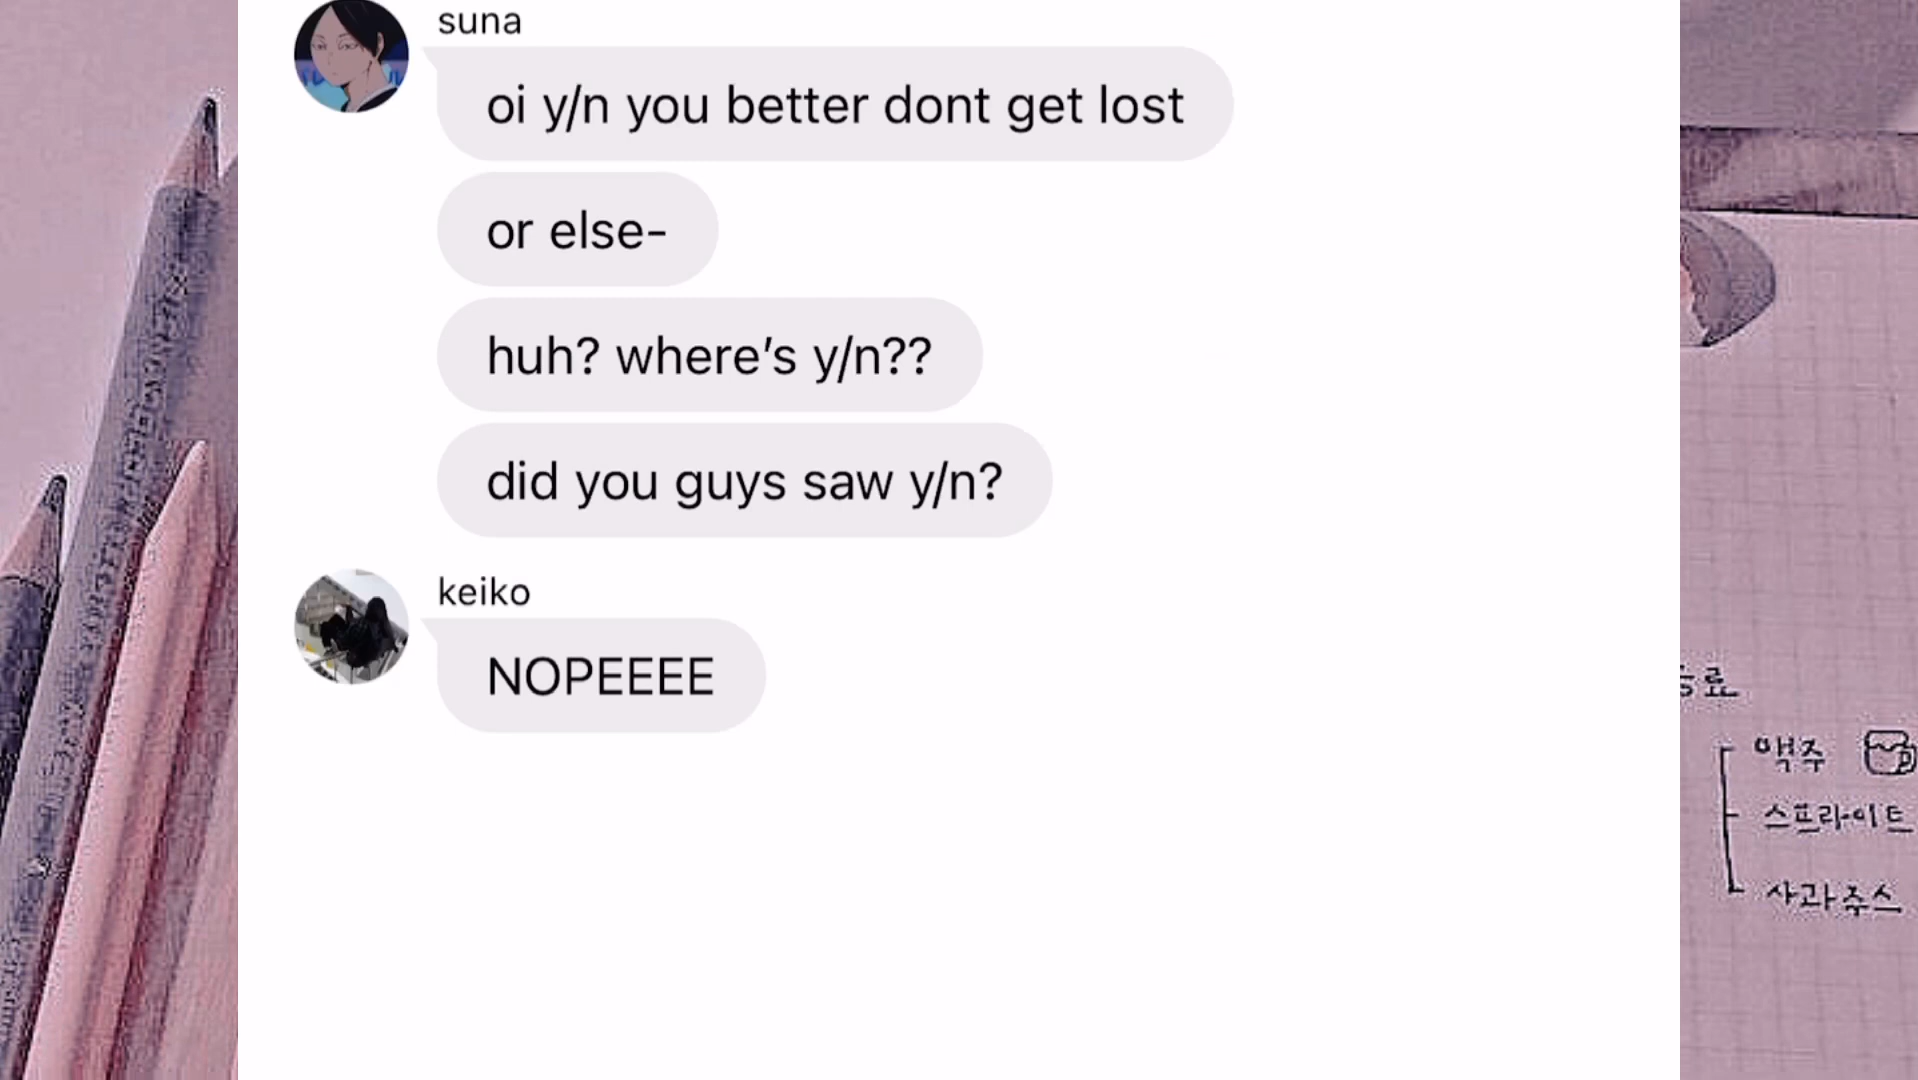 suna
oi y/n you better dont get lost
or else-
huh? where’s y/n??
did you guys saw y/n?
keiko
NOPEEEE
맥주
스프라이트
사과주스